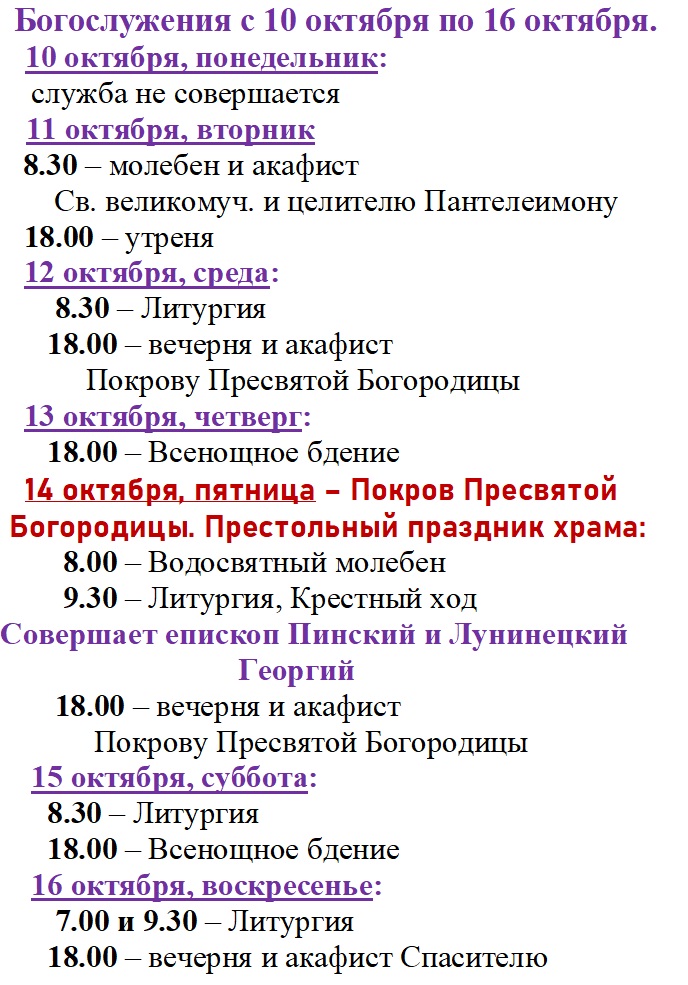 Богослужения с 10 октября по 16 октября.
10 октября, понедельник:
служба не совершается
11 октября, вторник
8.30 – молебен и акафист
Св. великомуч. и целителю Пантелеимону
18.00 – утреня
12 октября, среда:
8.30 – Литургия
18.00 – вечерня и акафист
Покрову Пресвятой Богородицы
13 октября, четверг:
18.00 – Всенощное бдение
14 октября, пятница – Покров Пресвятой
Богородицы. Престольный праздник храма:
8.00 – Водосвятный молебен
9.30 – Литургия, Крестный ход
Совершает епископ Пинский и Лунинецкий
Георгий
18.00 – вечерня и акафист
Покрову Пресвятой Богородицы
15 октября, суббота:
8.30 – Литургия
18.00 – Всенощное бдение
16 октября, воскресенье:
7.00 и 9.30 – Литургия
18.00 – вечерня и акафист Спасителю